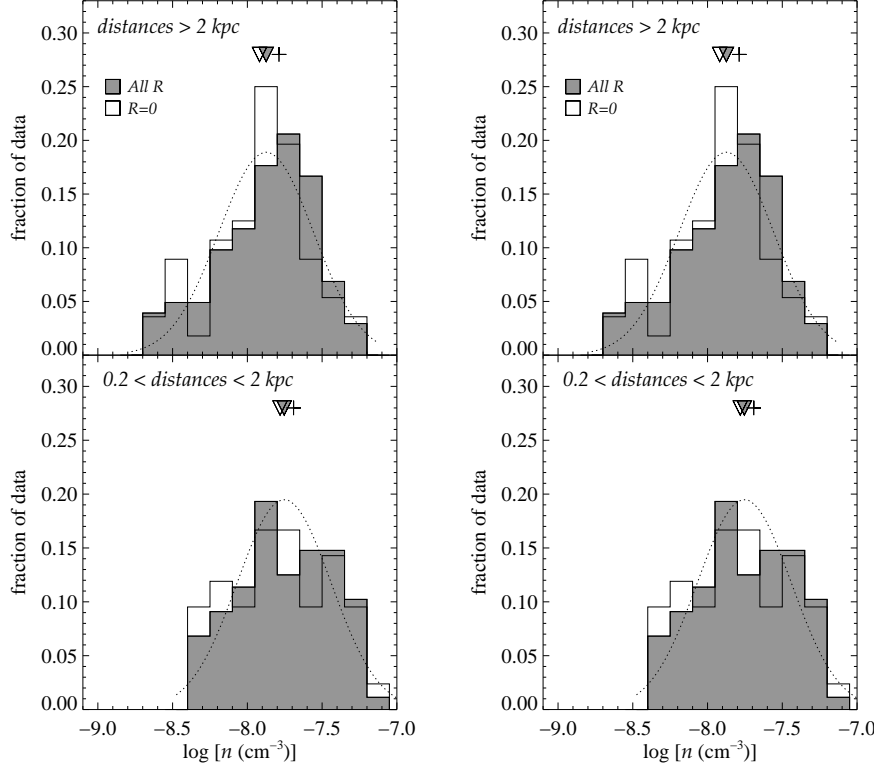 distances > 2 kpc
0.30
0.25
0.20
0.15
0.10
0.05
0.00
fraction of data
All R
R=0
0.2 < distances < 2 kpc
0.30
0.25
0.20
0.15
0.10
0.05
0.00
fraction of data
−9.0 −8.5 −8.0 −7.5 −7.0
log [n (cm⁻³)]
distances > 2 kpc
0.30
0.25
0.20
0.15
0.10
0.05
0.00
fraction of data
All R
R=0
0.2 < distances < 2 kpc
0.30
0.25
0.20
0.15
0.10
0.05
0.00
fraction of data
−9.0 −8.5 −8.0 −7.5 −7.0
log [n (cm⁻³)]